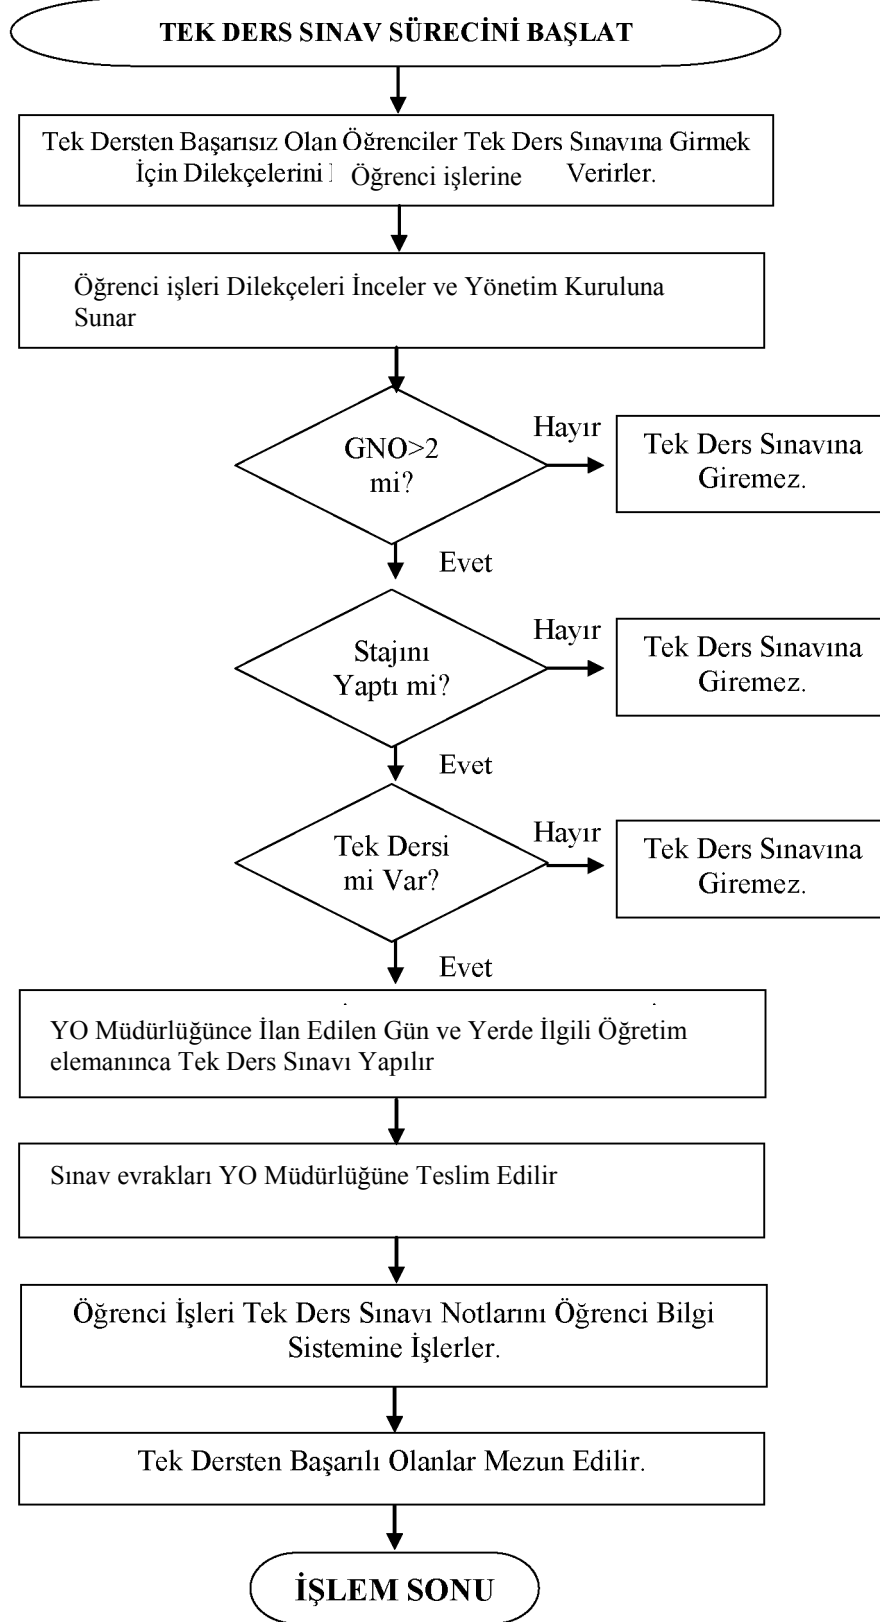 TEK DERS SINAV SÜRECİNİ BAŞLAT
Tek Dersten Başarısız Olan Öğrenciler Tek Ders Sınavına Girmek
İçin Dilekçelerini Öğrenci işlerine Verirler.
Öğrenci işleri Dilekçeleri İnceler ve Yönetim Kuruluna
Sunar
GNO>2
mi?
Hayır
Tek Ders Sınavına
Giremez.
Evet
Stajını
Yaptı mi?
Hayır
Tek Ders Sınavına
Giremez.
Evet
Tek Dersi
mi Var?
Hayır
Tek Ders Sınavına
Giremez.
Evet
YO Müdürlüğünce İlan Edilen Gün ve Yerde İlgili Öğretim
elemanınca Tek Ders Sınavı Yapılır
Sınav evrakları YO Müdürlüğüne Teslim Edilir
Öğrenci İşleri Tek Ders Sınavı Notlarını Öğrenci Bilgi
Sistemine İşlerler.
Tek Dersten Başarılı Olanlar Mezun Edilir.
İŞLEM SONU